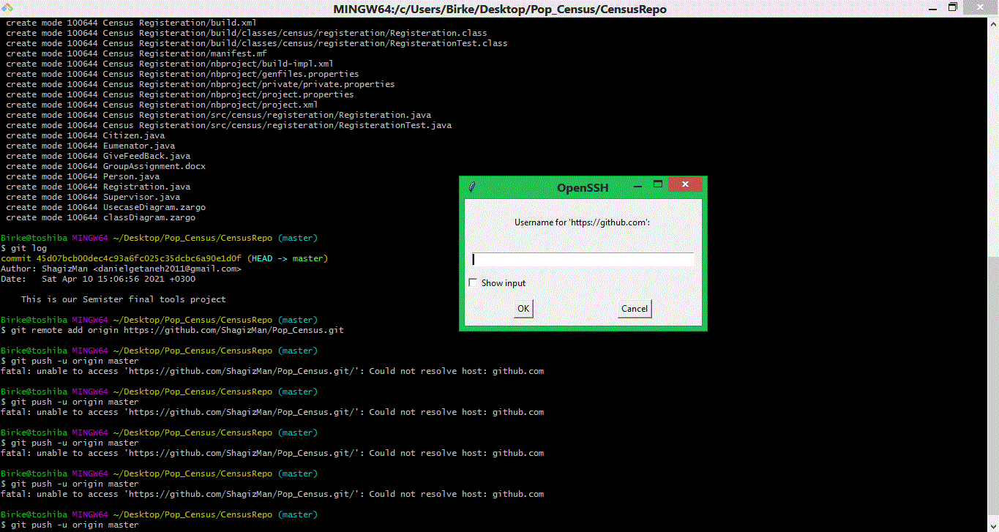 MINGW64:/c/Users/Birke/Desktop/Pop_Census/CensusRepo
create mode 100644 Census Registeration/build.xml
create mode 100644 Census Registeration/build/classes/census/registeration/Registeration.class
create mode 100644 Census Registeration/build/classes/census/registeration/RegisterationTest.class
create mode 100644 Census Registeration/manifest.mf
create mode 100644 Census Registeration/nbproject/build-impl.xml
create mode 100644 Census Registeration/nbproject/genfiles.properties
create mode 100644 Census Registeration/nbproject/private/private.properties
create mode 100644 Census Registeration/nbproject/project.properties
create mode 100644 Census Registeration/nbproject/project.xml
create mode 100644 Census Registeration/src/census/registeration/Registeration.java
create mode 100644 Census Registeration/src/census/registeration/RegisterationTest.java
create mode 100644 Citizen.java
create mode 100644 Eumenator.java
create mode 100644 GiveFeedBack.java
create mode 100644 GroupAssignment.docx
create mode 100644 Person.java
create mode 100644 Registration.java
create mode 100644 Supervisor.java
create mode 100644 UsecaseDiagram.zargo
create mode 100644 classDiagram.zargo
Birke@toshiba MINGW64 ~/Desktop/Pop_Census/CensusRepo (master)
$ git log
commit 45d07bcb00dec4c93a6fc025c35dcbc6a90e1d0f (HEAD -> master)
Author: ShagizMan <danielgetaneh2011@gmail.com>
Date:   Sat Apr 10 15:06:56 2021 +0300
This is our Semister final tools project
Birke@toshiba MINGW64 ~/Desktop/Pop_Census/CensusRepo (master)
$ git remote add origin https://github.com/ShagizMan/Pop_Census.git
Birke@toshiba MINGW64 ~/Desktop/Pop_Census/CensusRepo (master)
$ git push -u origin master
fatal: unable to access 'https://github.com/ShagizMan/Pop_Census.git/': Could not resolve host: github.com
Birke@toshiba MINGW64 ~/Desktop/Pop_Census/CensusRepo (master)
$ git push -u origin master
fatal: unable to access 'https://github.com/ShagizMan/Pop_Census.git/': Could not resolve host: github.com
Birke@toshiba MINGW64 ~/Desktop/Pop_Census/CensusRepo (master)
$ git push -u origin master
fatal: unable to access 'https://github.com/ShagizMan/Pop_Census.git/': Could not resolve host: github.com
Birke@toshiba MINGW64 ~/Desktop/Pop_Census/CensusRepo (master)
$ git push -u origin master
fatal: unable to access 'https://github.com/ShagizMan/Pop_Census.git/': Could not resolve host: github.com
Birke@toshiba MINGW64 ~/Desktop/Pop_Census/CensusRepo (master)
$ git push -u origin master
OpenSSH
Username for 'https://github.com':
Show input
OK
Cancel